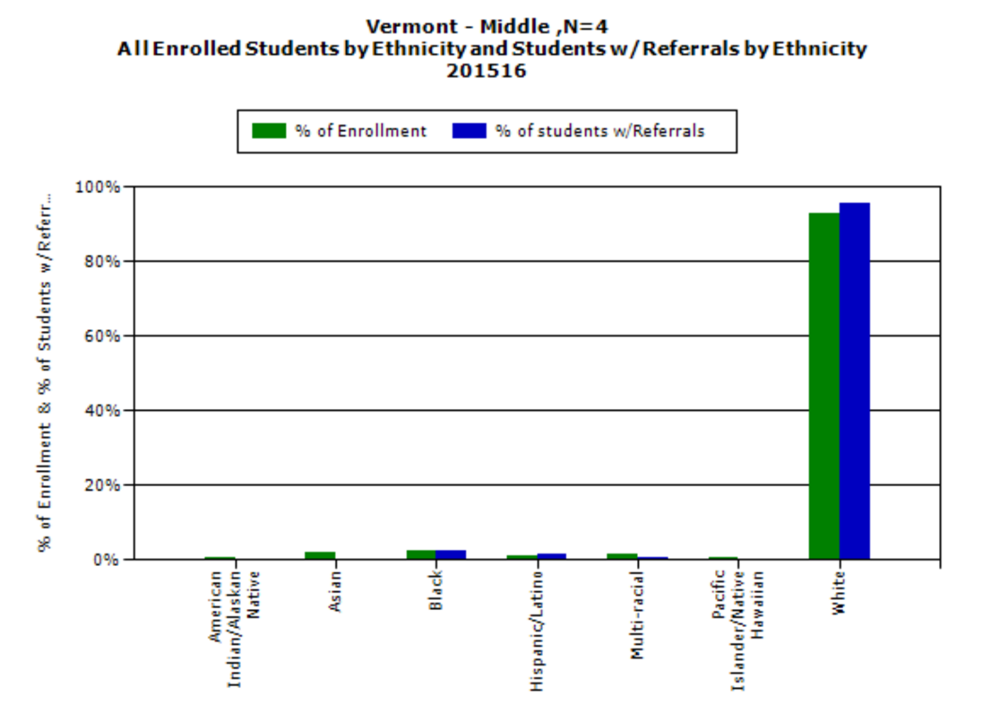 Vermont - Middle ,N=4
All Enrolled Students by Ethnicity and Students w/Referrals by Ethnicity
201516
% of Enrollment
% of students w/Referrals
% of Enrollment & % of Students w/Referr...
100%
80%
60%
40%
20%
0%
American
Indian/Alaskan
Native
Asian
Black
Hispanic/Latino
Multi-racial
Pacific
Islander/Native
Hawaiian
White